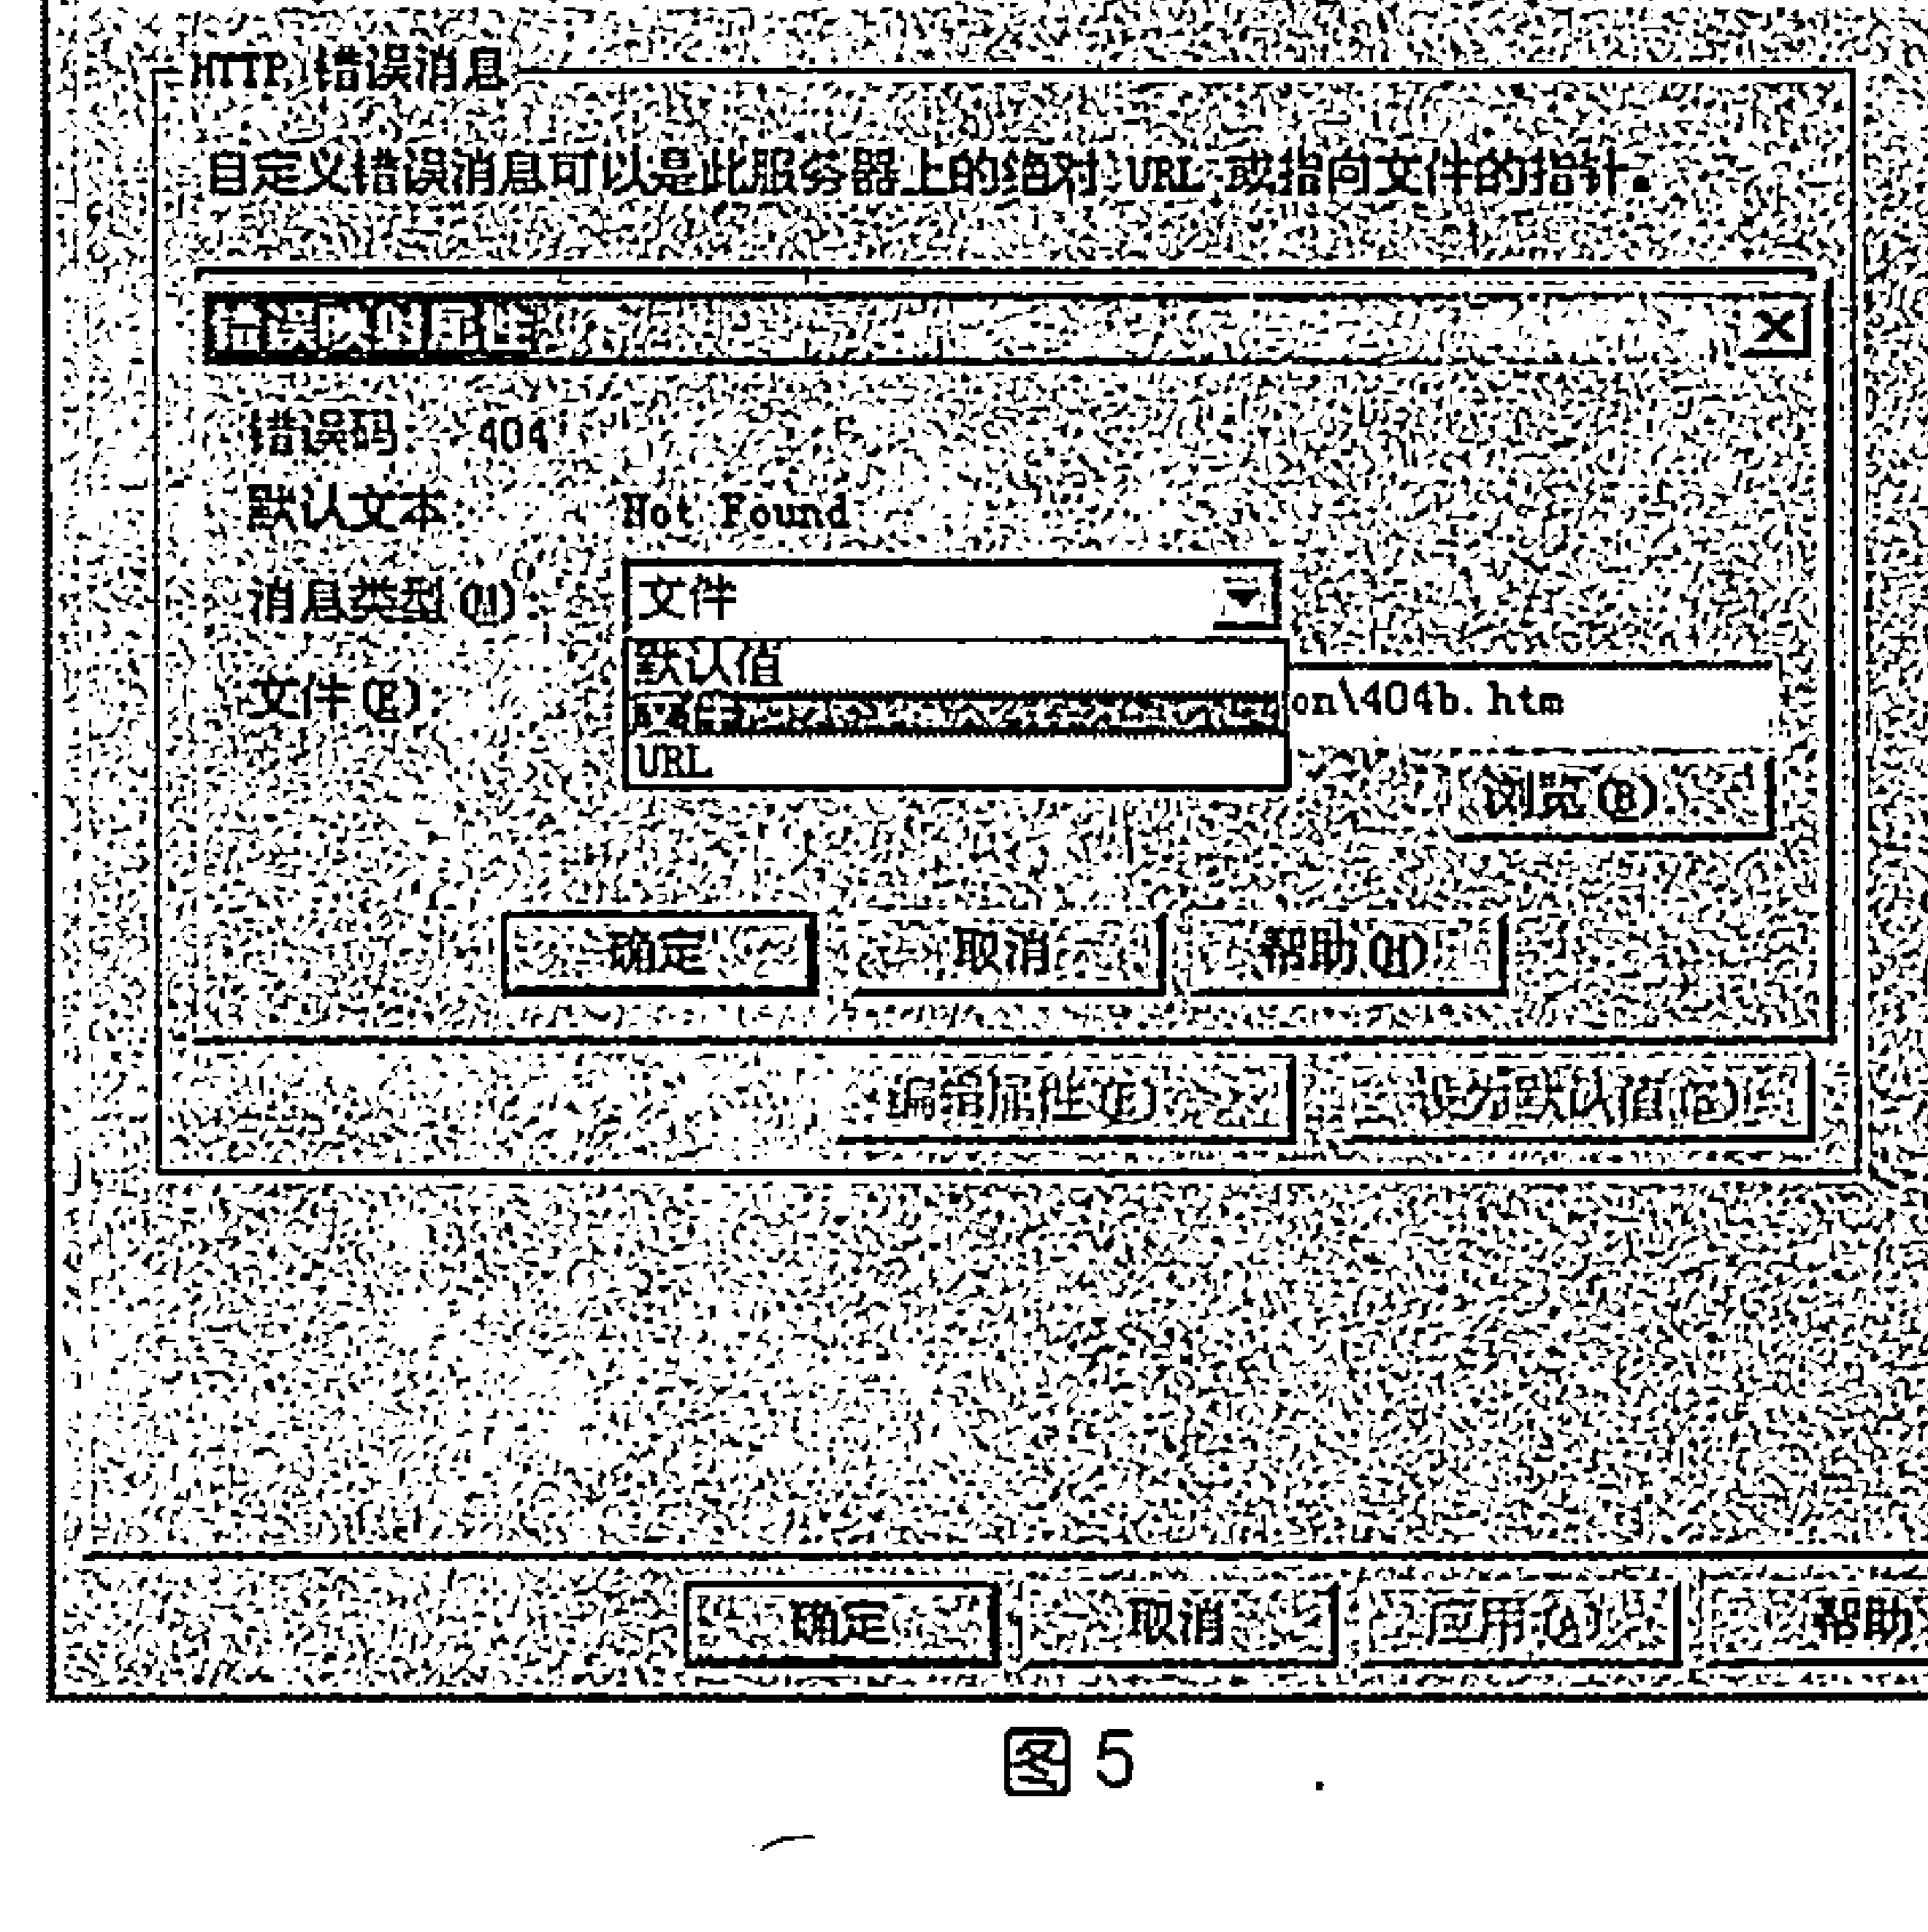 HTTP 错误消息
自定义错误消息可以是此服务器上的绝对 URL 或指向文件的指针。
错误映射属性
错误码: 404
默认文本: Not Found
消息类型(M): 文件
默认值
文件(F): 文件 on\404b.htm
URL
浏览(B)
确定 取消 帮助(H)
编辑属性(E) 设为默认值(S)
确定 取消 应用(A) 帮助
图 5